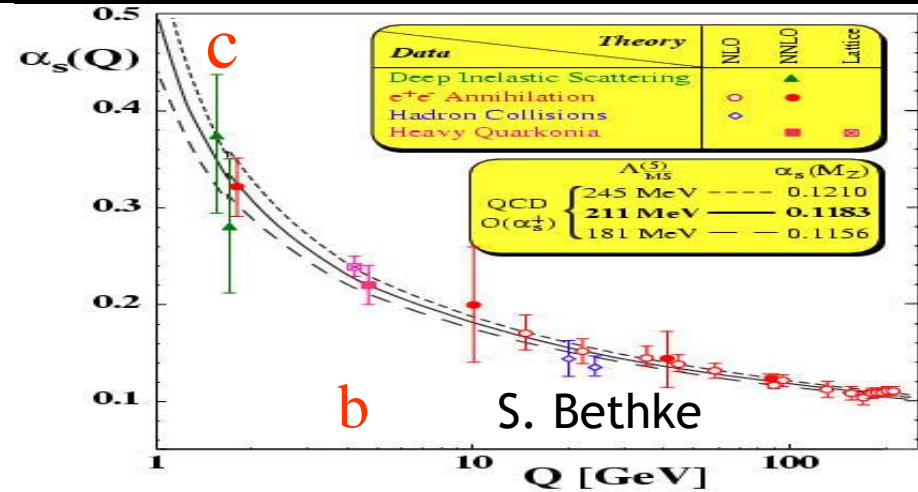 0.5
αs(Q)
c
0.4
0.3
0.2
0.1
Data Theory NLO NNLO Lattice
Deep Inelastic Scattering
e+e- Annihilation
Hadron Collisions
Heavy Quarkonia
Λ(5)MS αs(MZ)
245 MeV 0.1210
QCD
211 MeV 0.1183
O(α4s)
181 MeV 0.1156
b
S. Bethke
1 10 100
Q [GeV]